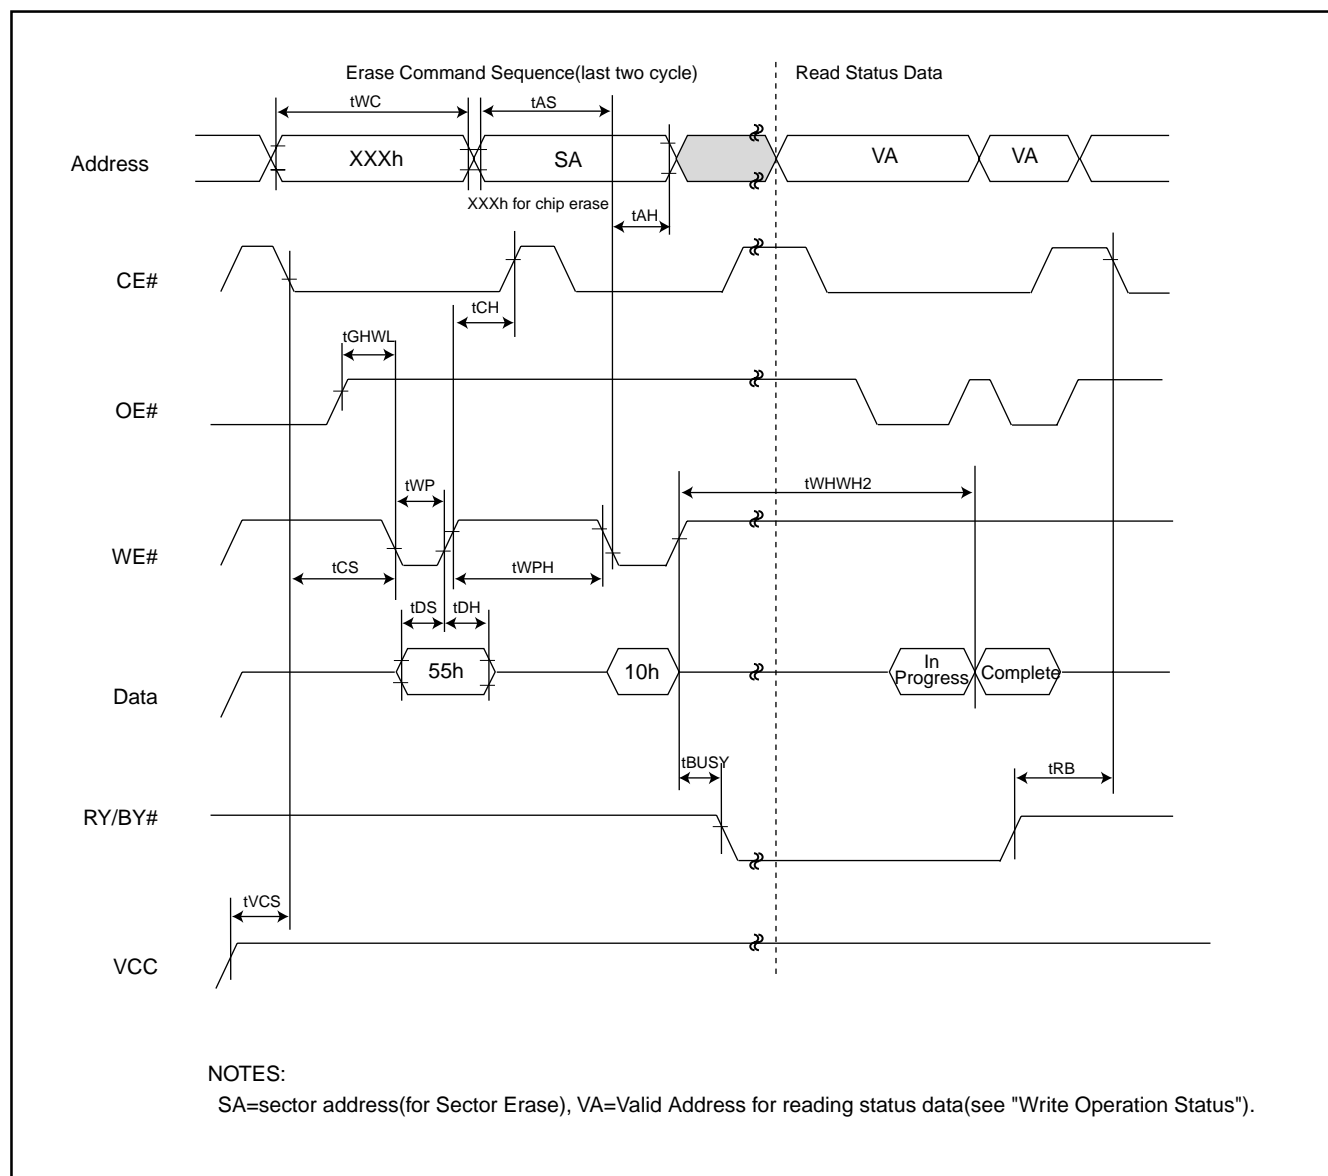 Erase Command Sequence(last two cycle)
Read Status Data
tWC
tAS
Address
XXXh
SA
VA
VA
XXXh for chip erase
tAH
CE#
tCH
tGHWL
OE#
tWP
tWHWH2
WE#
tCS
tWPH
tDS
tDH
Data
55h
10h
In
Progress
Complete
tBUSY
tRB
RY/BY#
tVCS
VCC
NOTES:
SA=sector address(for Sector Erase), VA=Valid Address for reading status data(see "Write Operation Status").